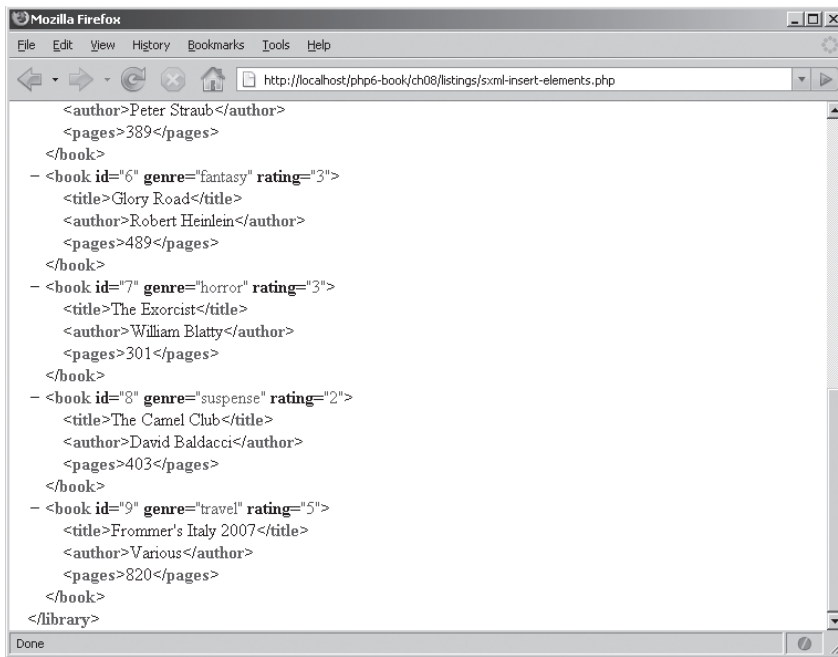 Mozilla Firefox
File Edit View History Bookmarks Tools Help
http://localhost/php6-book/ch08/listings/sxml-insert-elements.php
<author>Peter Straub</author>
<pages>389</pages>
</book>
− <book id="6" genre="fantasy" rating="3">
<title>Glory Road</title>
<author>Robert Heinlein</author>
<pages>489</pages>
</book>
− <book id="7" genre="horror" rating="3">
<title>The Exorcist</title>
<author>William Blatty</author>
<pages>301</pages>
</book>
− <book id="8" genre="suspense" rating="2">
<title>The Camel Club</title>
<author>David Baldacci</author>
<pages>403</pages>
</book>
− <book id="9" genre="travel" rating="5">
<title>Frommer's Italy 2007</title>
<author>Various</author>
<pages>820</pages>
</book>
</library>
Done